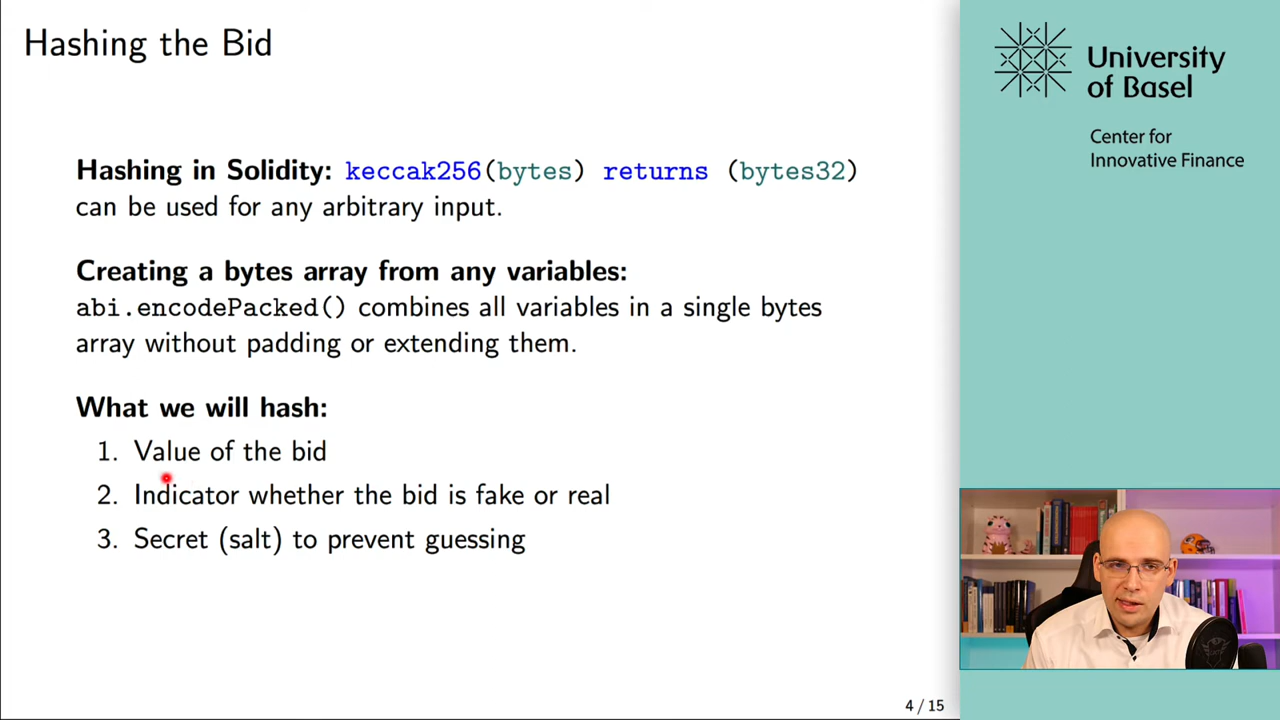 Hashing the Bid
Hashing in Solidity: keccak256(bytes) returns (bytes32)
can be used for any arbitrary input.
Creating a bytes array from any variables:
abi.encodePacked() combines all variables in a single bytes
array without padding or extending them.
What we will hash:
1. Value of the bid
2. Indicator whether the bid is fake or real
3. Secret (salt) to prevent guessing
4 / 15
University
of Basel
Center for
Innovative Finance